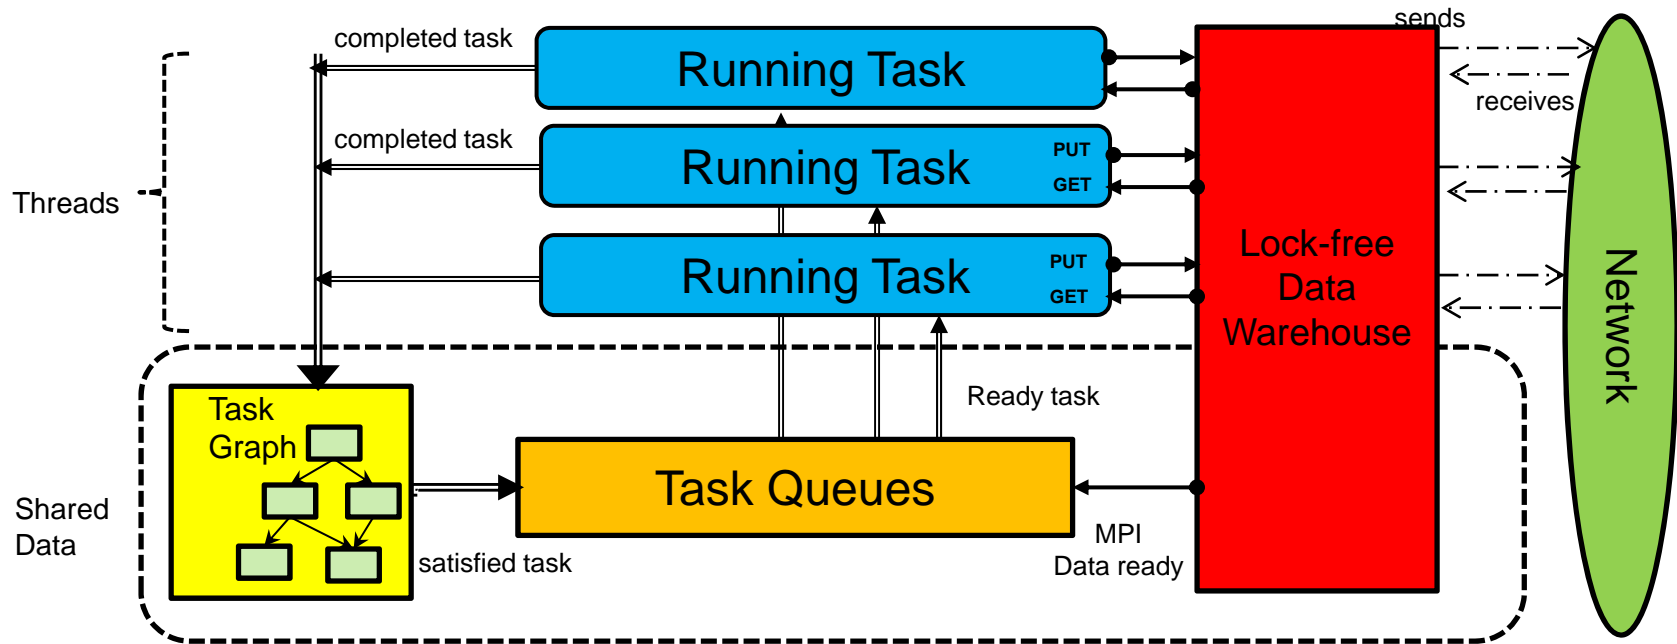 sends
completed task
Running Task
receives
completed task
Running Task
PUT
GET
Threads
Running Task
PUT
GET
Lock-free
Data
Warehouse
Network
Task
Graph
Ready task
Task Queues
Shared
Data
satisfied task
MPI
Data ready